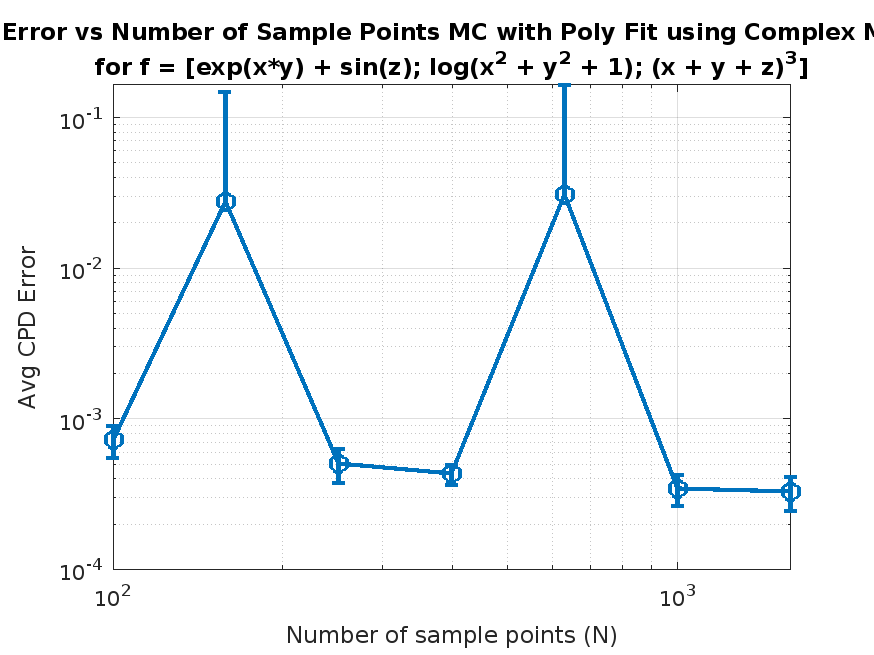 Error vs Number of Sample Points MC with Poly Fit using Complex
for f = [exp(x*y) + sin(z); log(x² + y² + 1); (x + y + z)³]
10⁻¹
10⁻²
10⁻³
10⁻⁴
Avg CPD Error
10² 10³
Number of sample points (N)